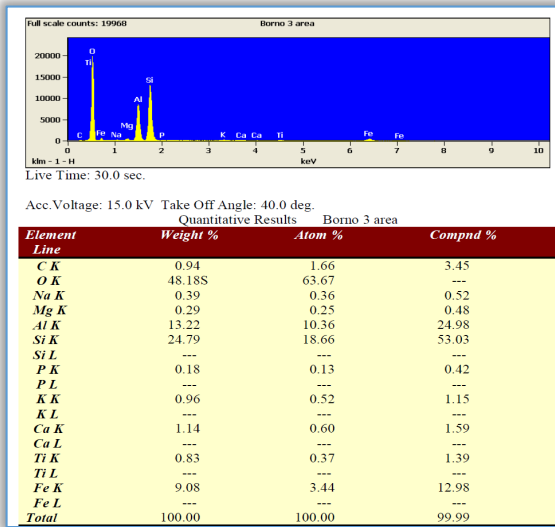 Full scale counts: 19968 Borno 3 area
20000
15000
10000
5000
0
O
Ti
Si
Al
Mg
C Fe Na P K Ca Ca Ti Fe Fe
0 1 2 3 4 5 6 7 8 9 10
klm - 1 - H keV
Live Time: 30.0 sec.
Acc.Voltage: 15.0 kV Take Off Angle: 40.0 deg.
Quantitative Results Borno 3 area
Element Weight % Atom % Compnd %
Line
C K 0.94 1.66 3.45
O K 48.18S 63.67 ---
Na K 0.39 0.36 0.52
Mg K 0.29 0.25 0.48
Al K 13.22 10.36 24.98
Si K 24.79 18.66 53.03
Si L --- --- ---
P K 0.18 0.13 0.42
P L --- --- ---
K K 0.96 0.52 1.15
K L --- --- ---
Ca K 1.14 0.60 1.59
Ca L --- --- ---
Ti K 0.83 0.37 1.39
Ti L --- --- ---
Fe K 9.08 3.44 12.98
Fe L --- --- ---
Total 100.00 100.00 99.99